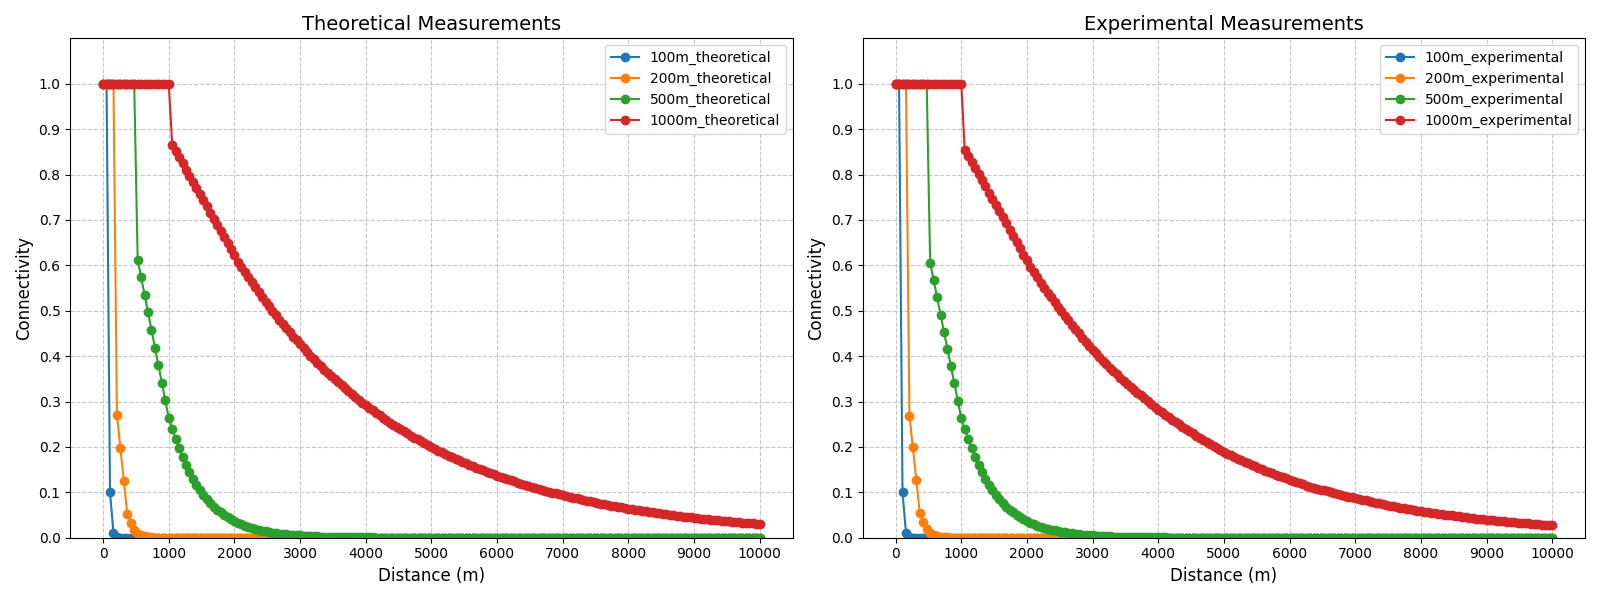 Theoretical Measurements
Connectivity
1.0
0.9
0.8
0.7
0.6
0.5
0.4
0.3
0.2
0.1
0.0
100m_theoretical
200m_theoretical
500m_theoretical
1000m_theoretical
0 1000 2000 3000 4000 5000 6000 7000 8000 9000 10000
Distance (m)
Experimental Measurements
Connectivity
1.0
0.9
0.8
0.7
0.6
0.5
0.4
0.3
0.2
0.1
0.0
100m_experimental
200m_experimental
500m_experimental
1000m_experimental
0 1000 2000 3000 4000 5000 6000 7000 8000 9000 10000
Distance (m)